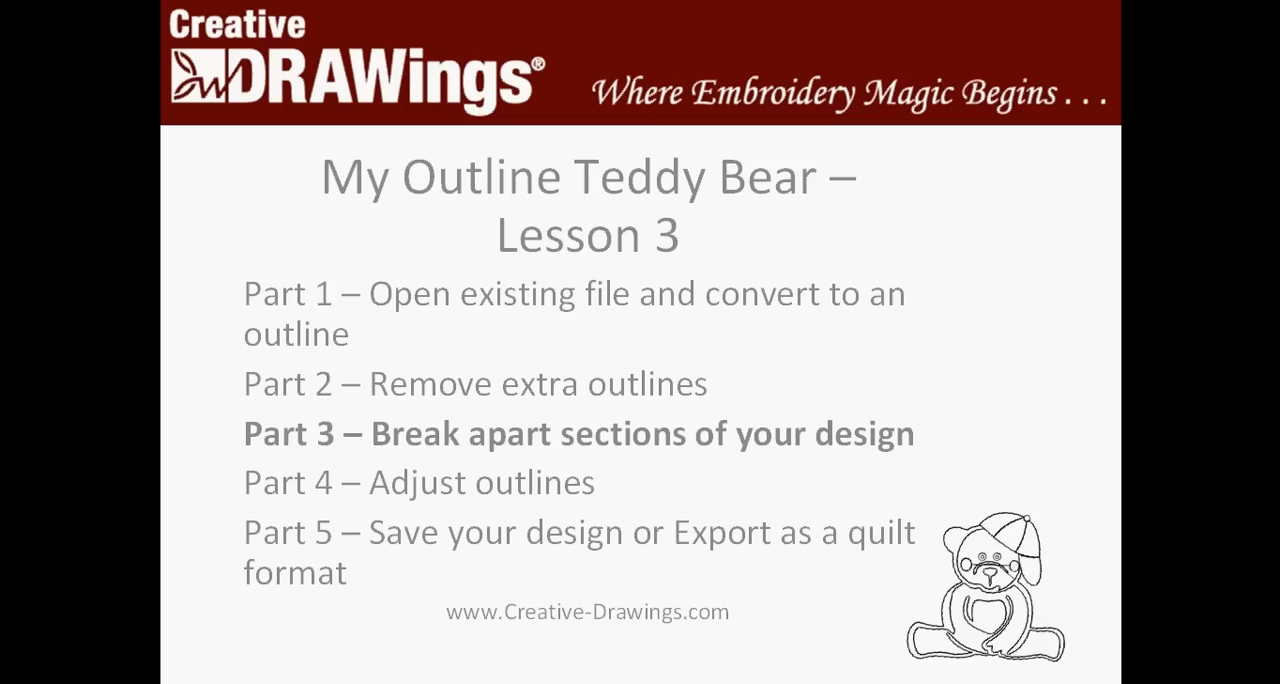 Creative
DRAWings®
Where Embroidery Magic Begins . . .
My Outline Teddy Bear –
Lesson 3
Part 1 – Open existing file and convert to an
outline
Part 2 – Remove extra outlines
Part 3 – Break apart sections of your design
Part 4 – Adjust outlines
Part 5 – Save your design or Export as a quilt
format
www.Creative-Drawings.com